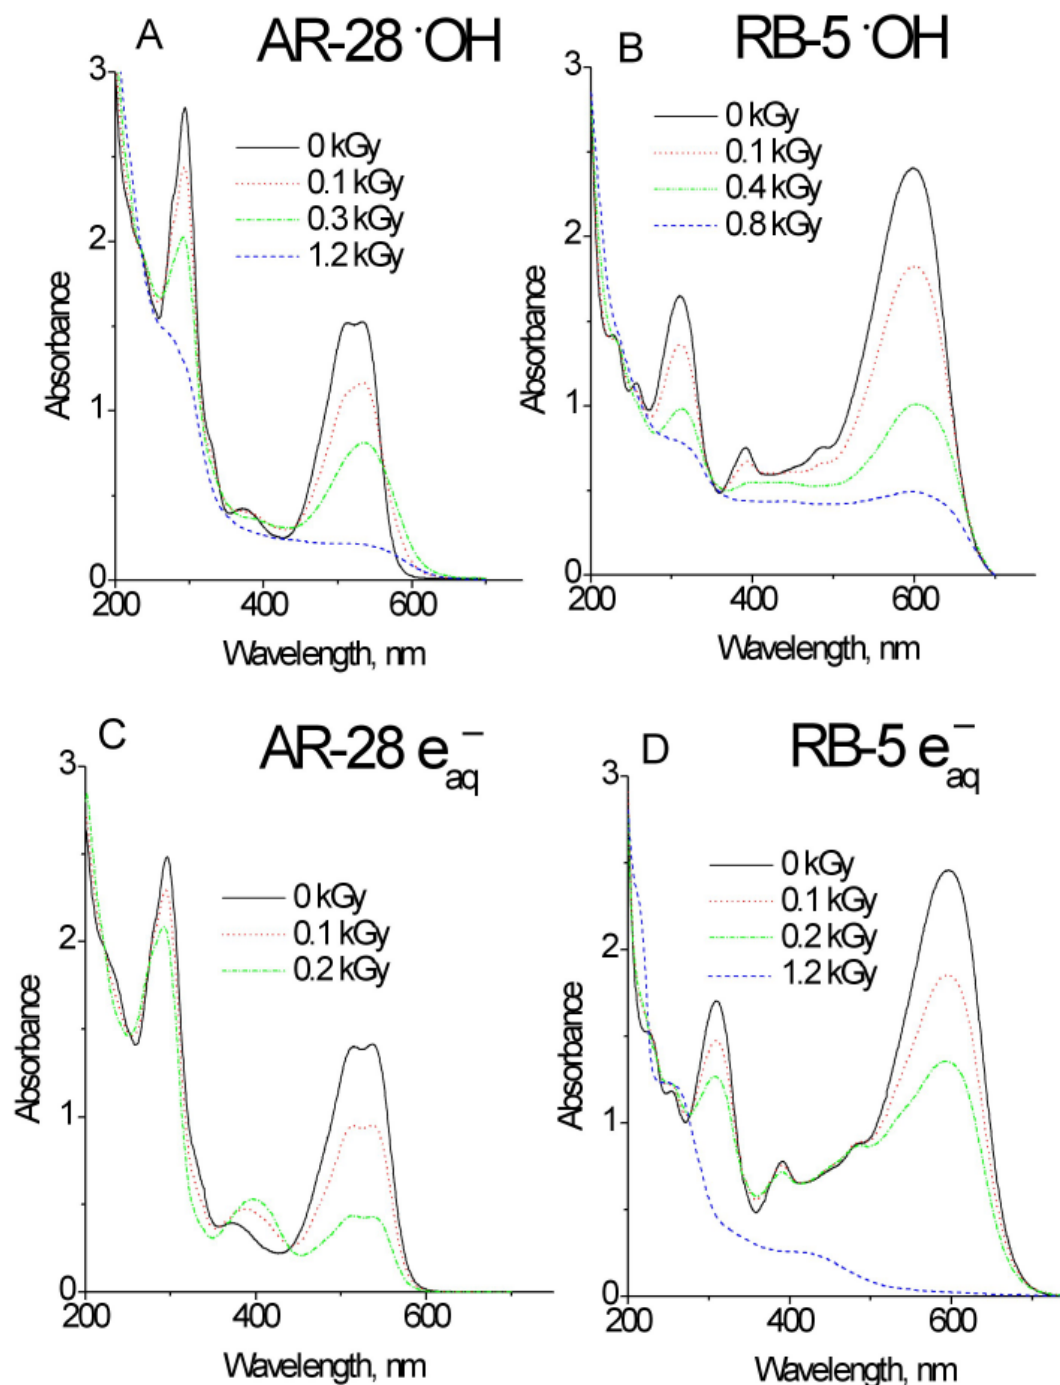 A
AR-28 ·OH
3
2
1
0
200
400
600
Absorbance
Wavelength, nm
0 kGy
0.1 kGy
0.3 kGy
1.2 kGy
B
RB-5 ·OH
3
2
1
0
200
400
600
Absorbance
Wavelength, nm
0 kGy
0.1 kGy
0.4 kGy
0.8 kGy
C
AR-28 e⁻aq
3
2
1
0
200
400
600
Absorbance
Wavelength, nm
0 kGy
0.1 kGy
0.2 kGy
D
RB-5 e⁻aq
3
2
1
0
200
400
600
Absorbance
Wavelength, nm
0 kGy
0.1 kGy
0.2 kGy
1.2 kGy